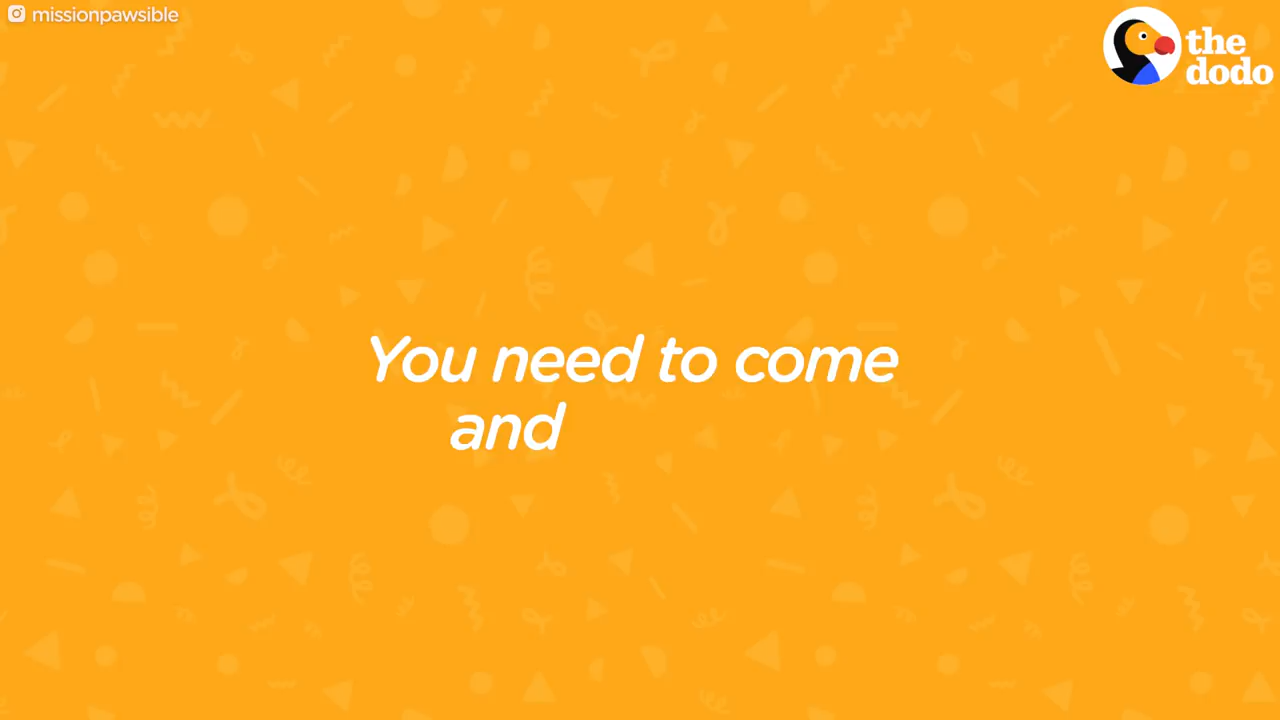 missionpawsible
the
dodo
You need to come
and